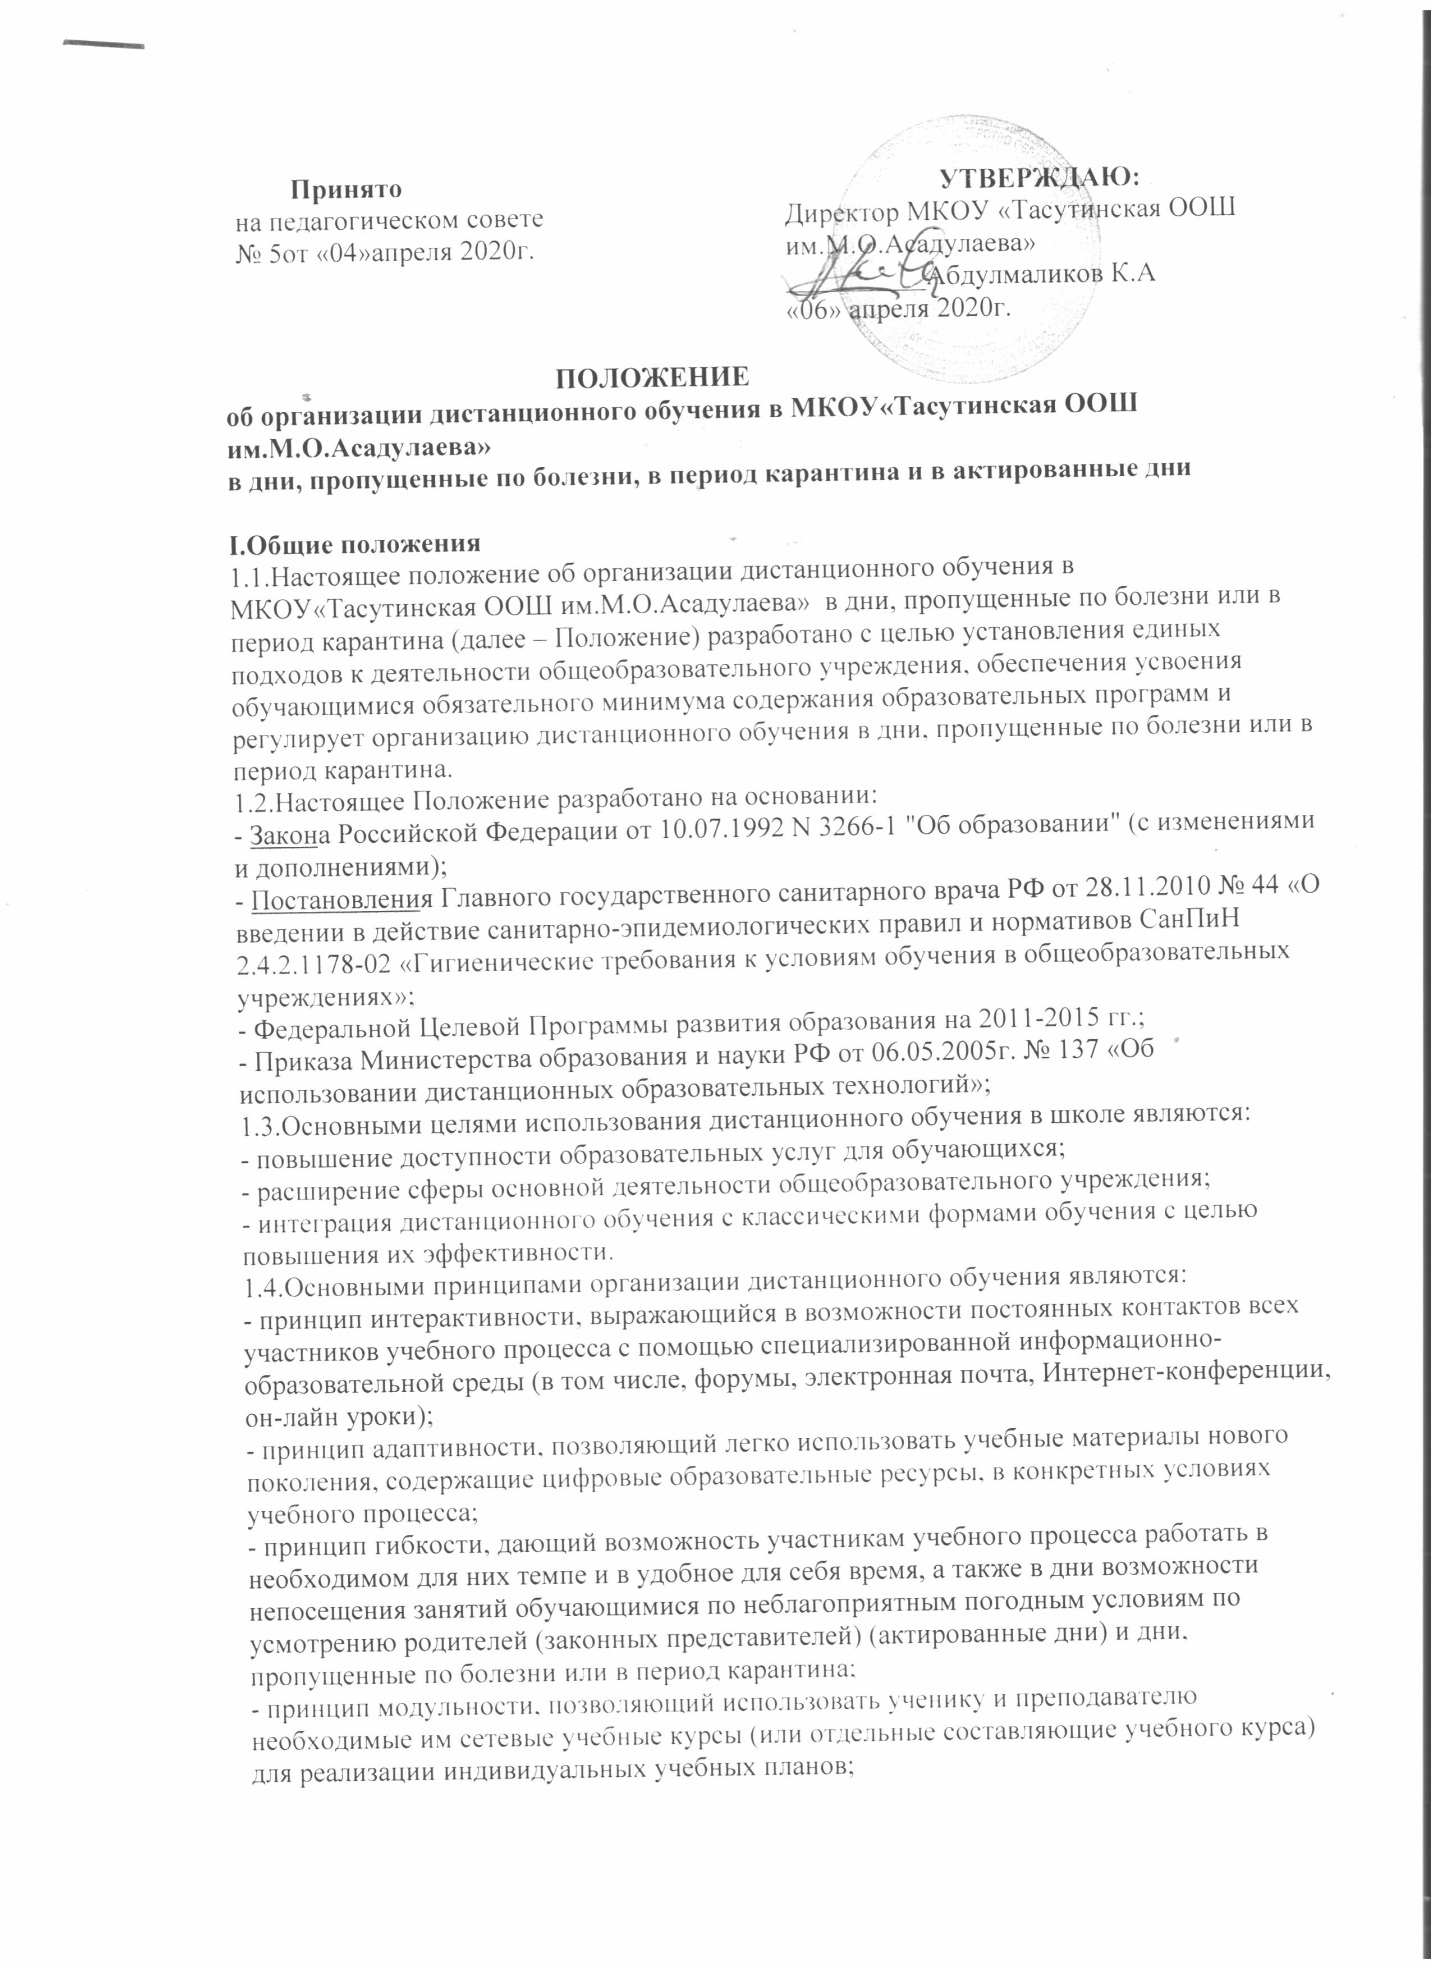 Принято
на педагогическом совете
№ 5от «04»апреля 2020г.
УТВЕРЖДАЮ:
Директор МКОУ «Тасутинская ООШ
им.М.О.Асадулаева»
Абдулмаликов К.А
«06» апреля 2020г.
ПОЛОЖЕНИЕ
об организации дистанционного обучения в МКОУ«Тасутинская ООШ
им.М.О.Асадулаева»
в дни, пропущенные по болезни, в период карантина и в актированные дни
I.Общие положения
1.1.Настоящее положение об организации дистанционного обучения в
МКОУ«Тасутинская ООШ им.М.О.Асадулаева»  в дни, пропущенные по болезни или в
период карантина (далее – Положение) разработано с целью установления единых
подходов к деятельности общеобразовательного учреждения, обеспечения усвоения
обучающимися обязательного минимума содержания образовательных программ и
регулирует организацию дистанционного обучения в дни, пропущенные по болезни или в
период карантина.
1.2.Настоящее Положение разработано на основании:
- Закона Российской Федерации от 10.07.1992 N 3266-1 "Об образовании" (с изменениями
и дополнениями);
- Постановления Главного государственного санитарного врача РФ от 28.11.2010 № 44 «О
введении в действие санитарно-эпидемиологических правил и нормативов СанПиН
2.4.2.1178-02 «Гигиенические требования к условиям обучения в общеобразовательных
учреждениях»;
- Федеральной Целевой Программы развития образования на 2011-2015 гг.;
- Приказа Министерства образования и науки РФ от 06.05.2005г. № 137 «Об
использовании дистанционных образовательных технологий»;
1.3.Основными целями использования дистанционного обучения в школе являются:
- повышение доступности образовательных услуг для обучающихся;
- расширение сферы основной деятельности общеобразовательного учреждения;
- интеграция дистанционного обучения с классическими формами обучения с целью
повышения их эффективности.
1.4.Основными принципами организации дистанционного обучения являются:
- принцип интерактивности, выражающийся в возможности постоянных контактов всех
участников учебного процесса с помощью специализированной информационно-
образовательной среды (в том числе, форумы, электронная почта, Интернет-конференции,
он-лайн уроки);
- принцип адаптивности, позволяющий легко использовать учебные материалы нового
поколения, содержащие цифровые образовательные ресурсы, в конкретных условиях
учебного процесса;
- принцип гибкости, дающий возможность участникам учебного процесса работать в
необходимом для них темпе и в удобное для себя время, а также в дни возможности
непосещения занятий обучающимися по неблагоприятным погодным условиям по
усмотрению родителей (законных представителей) (актированные дни) и дни,
пропущенные по болезни или в период карантина;
- принцип модульности, позволяющий использовать ученику и преподавателю
необходимые им сетевые учебные курсы (или отдельные составляющие учебного курса)
для реализации индивидуальных учебных планов;